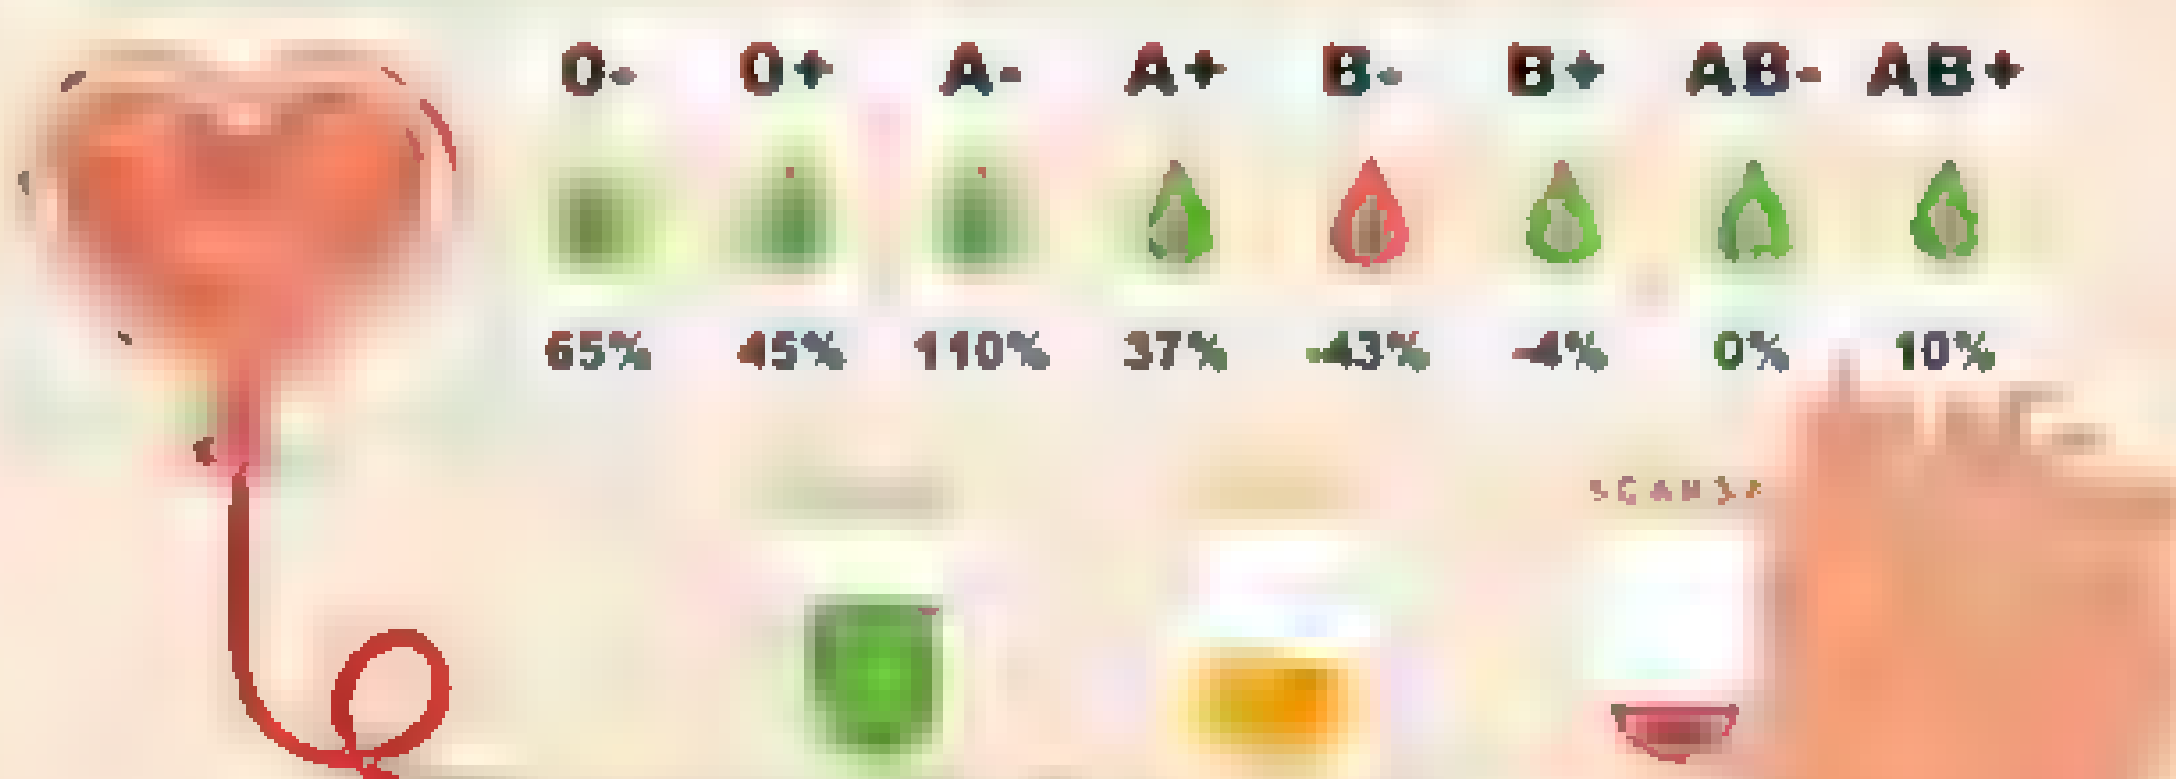 0- 0+ A- A+ B- B+ AB- AB+
65% 45% 110% 37% -43% -4% 0% 10%